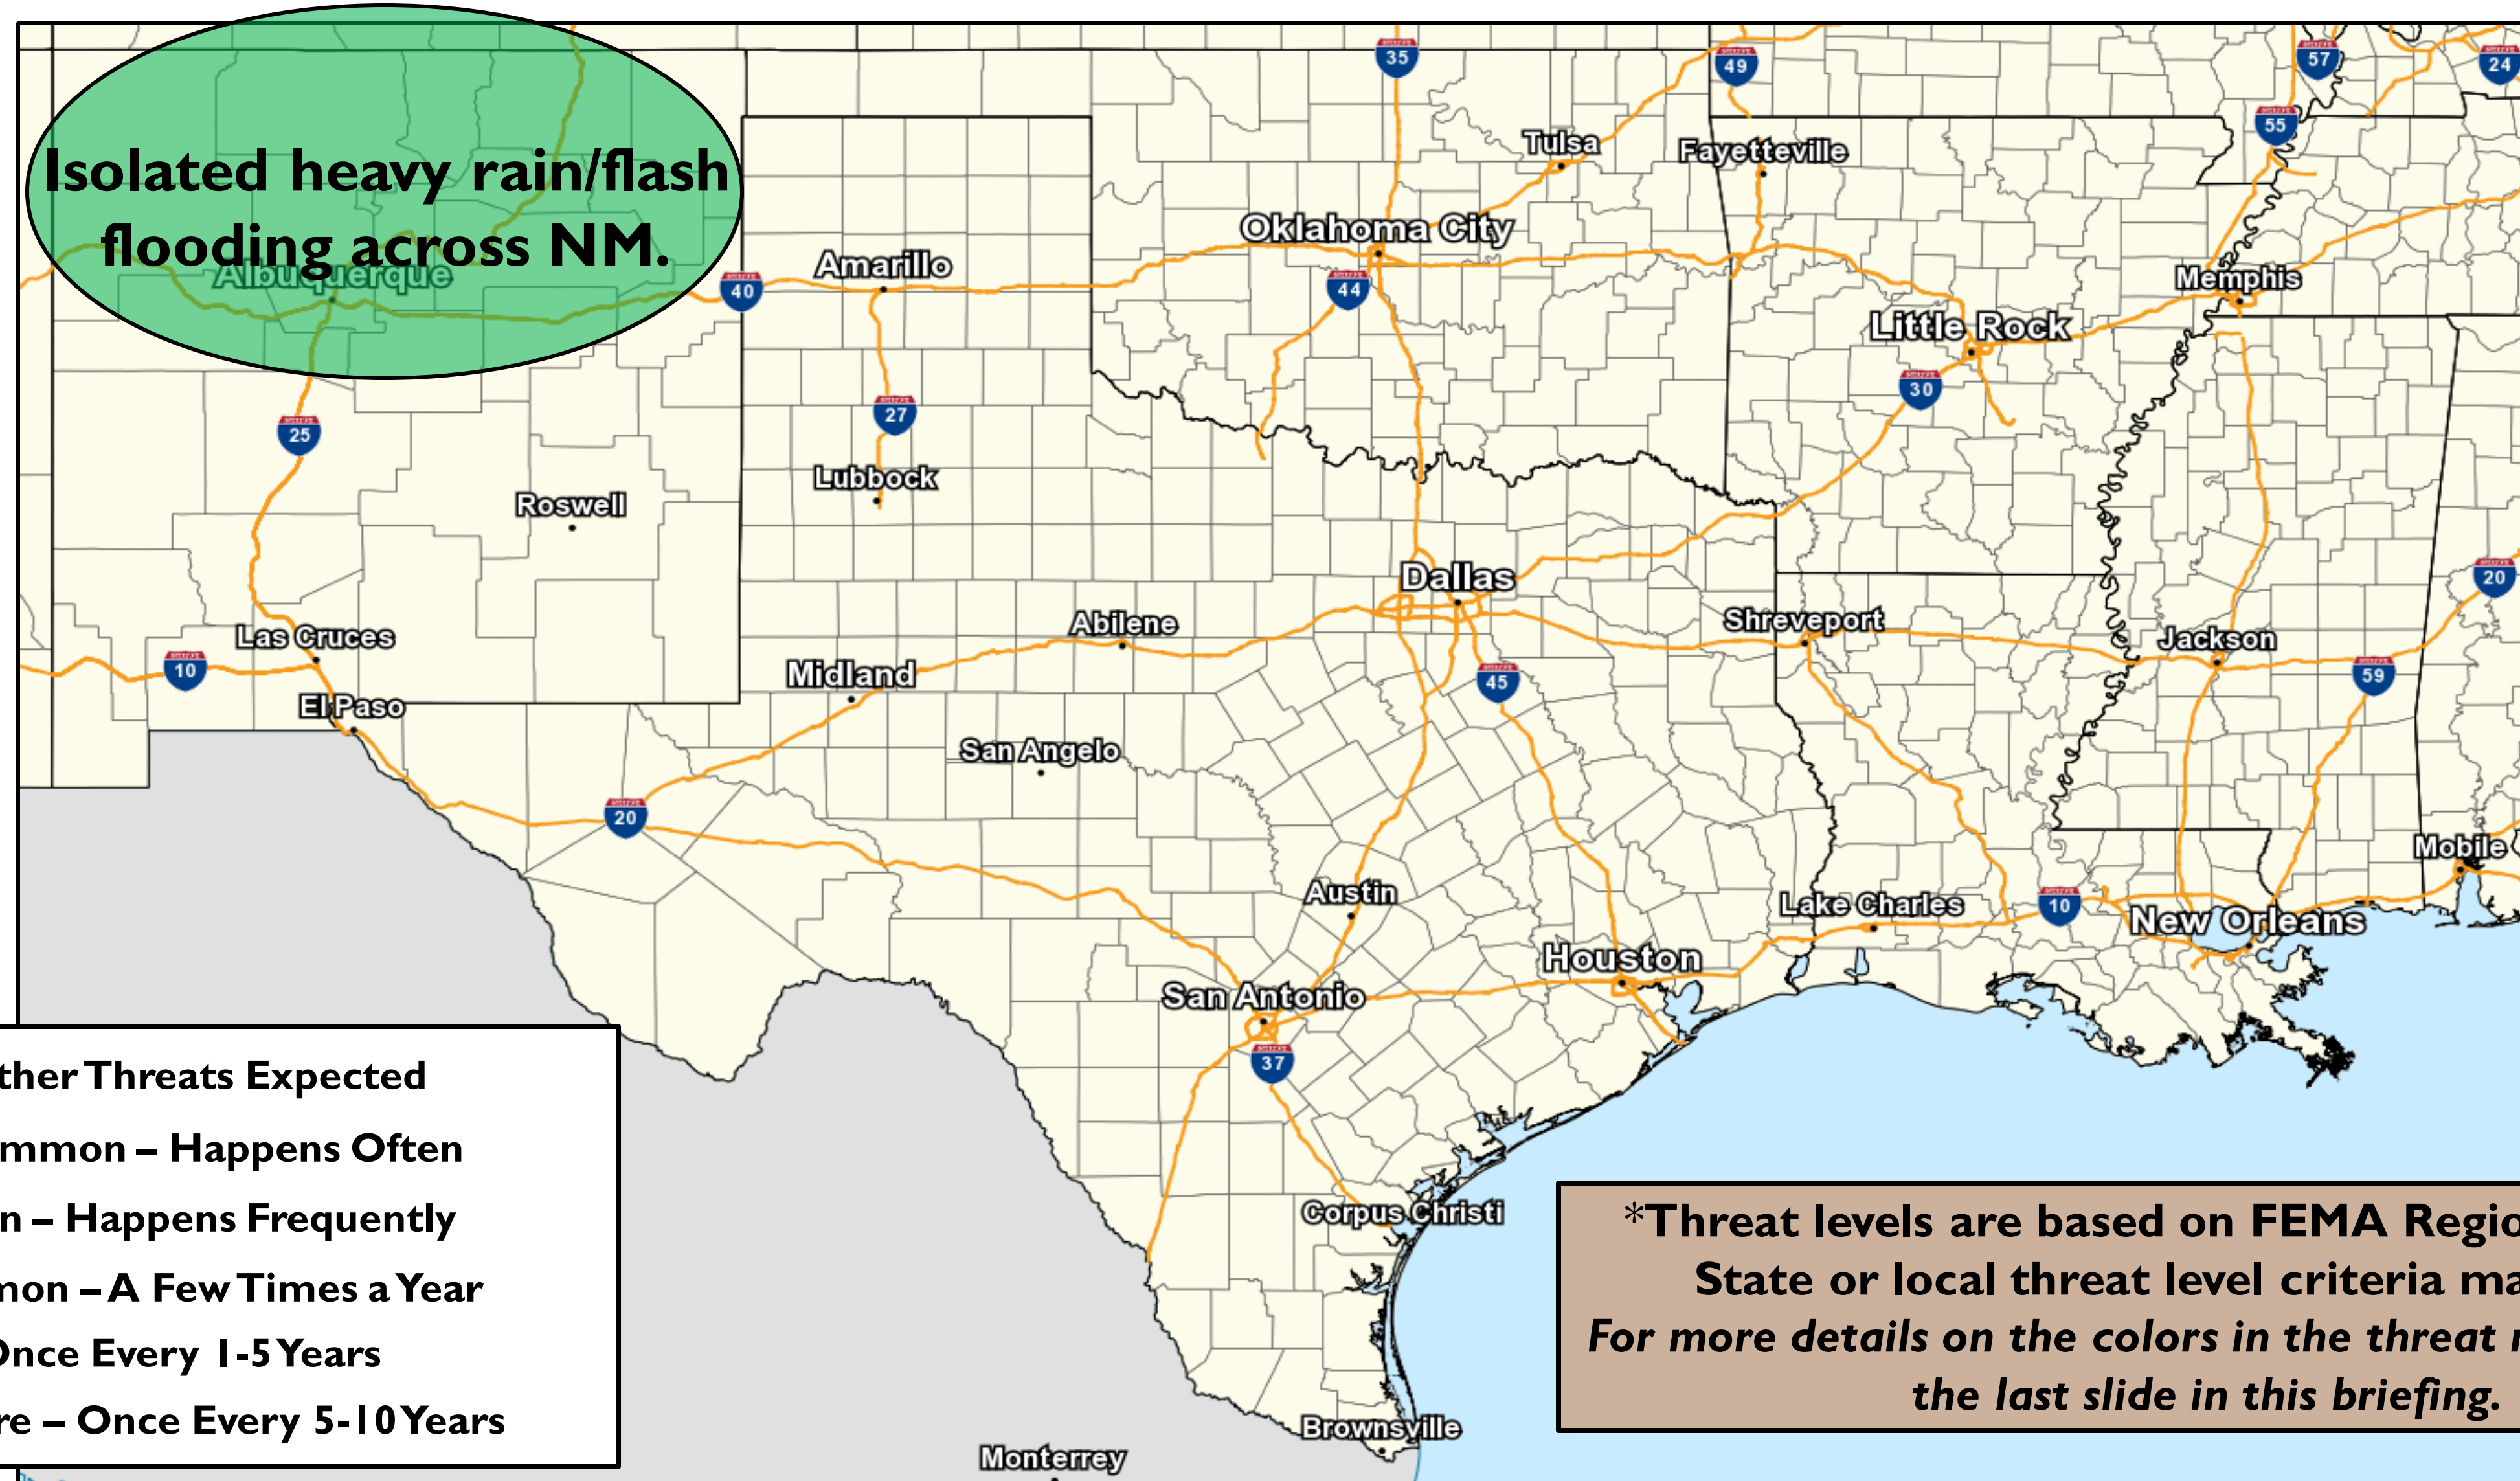 Isolated heavy rain/flash
flooding across NM.
35
49
57
24
55
Tulsa
Fayetteville
Oklahoma City
Albuquerque
Amarillo
40
44
Memphis
Little Rock
30
27
25
Lubbock
Roswell
Dallas
20
Abilene
Shreveport
Las Cruces
Jackson
10
Midland
45
59
El Paso
San Angelo
20
Mobile
Austin
Lake Charles
10
New Orleans
Houston
San Antonio
37
ther Threats Expected
mmon – Happens Often
n – Happens Frequently
mon – A Few Times a Year
Once Every 1-5 Years
re – Once Every 5-10 Years
Corpus Christi
*Threat levels are based on FEMA Regio
State or local threat level criteria ma
For more details on the colors in the threat
the last slide in this briefing.
Brownsville
Monterrey